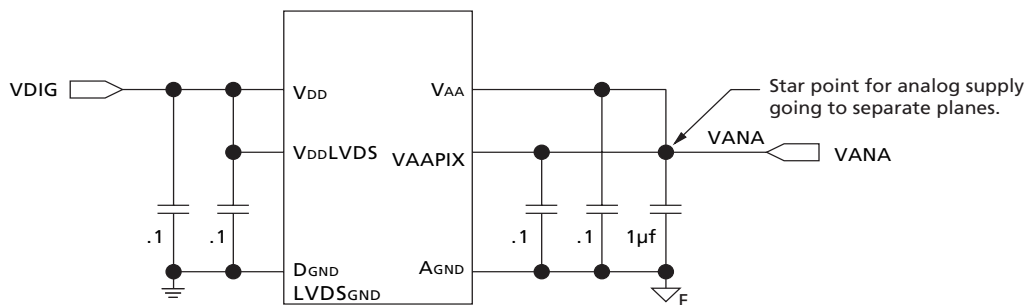 VDIG
VDD
VDDLVDS
.1
.1
DGND
LVDSGND
VAA
VAAPIX
AGND
.1
.1
1µf
Star point for analog supply
going to separate planes.
VANA
VANA
F